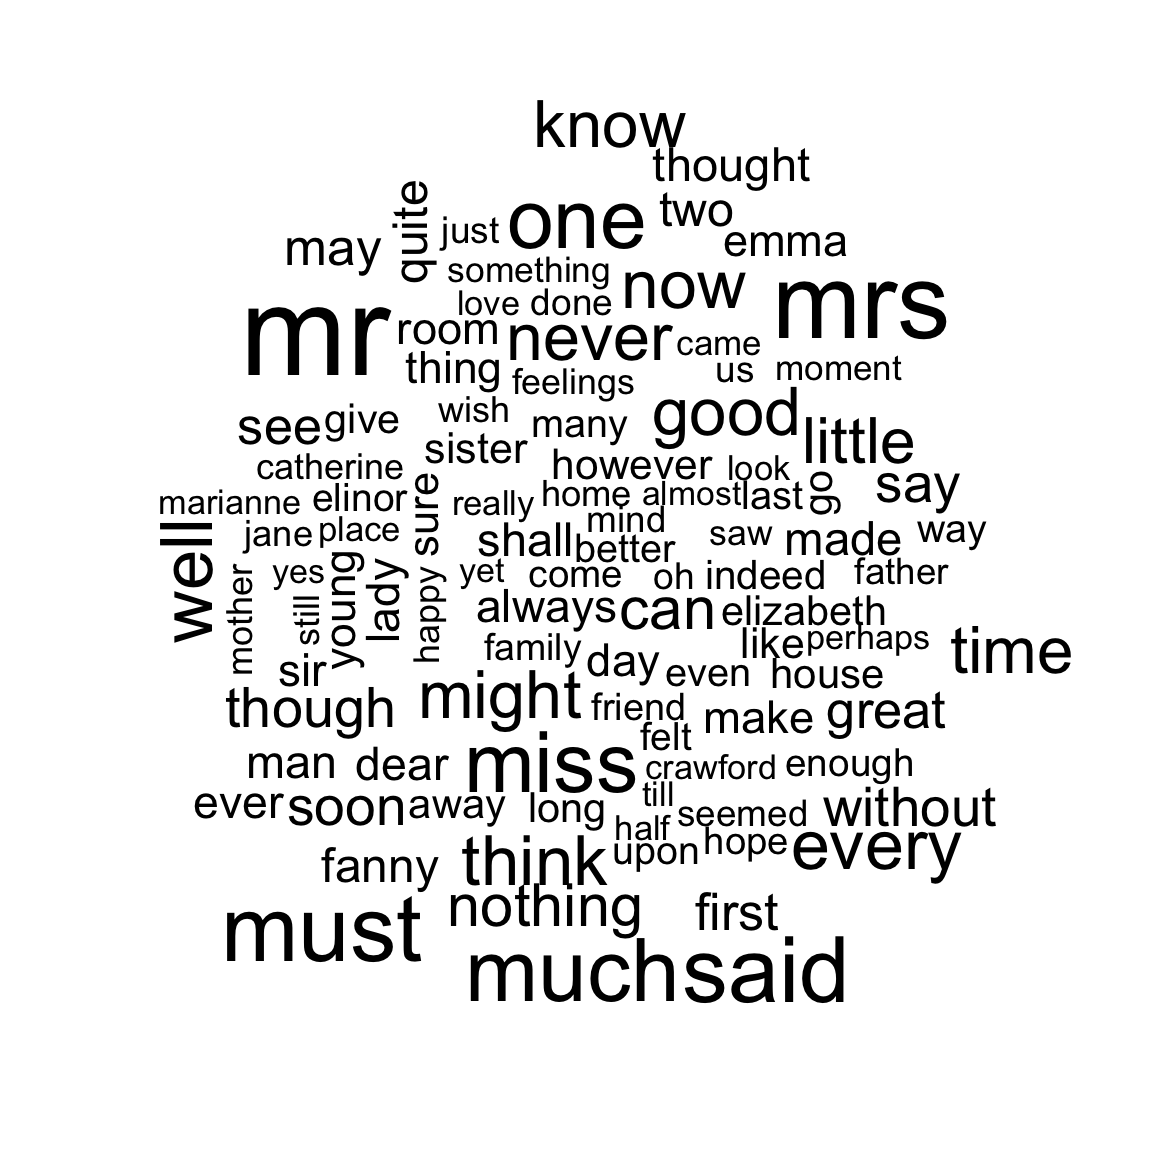 know
thought
quite
just
one
two
may
emma
something
now
mrs
love
done
mr
room
never
came
thing
feelings
us
moment
see
give
wish
many
good
little
sister
catherine
however
look
marianne
elinor
sure
really
home
almost
last
go
say
well
jane
place
mind
shall
better
saw
made
way
mother
yes
still
young
lady
happy
yet
come
oh
indeed
father
always
can
elizabeth
family
day
like
perhaps
time
sir
even
house
though
might
friend
make
great
felt
man
dear
miss
crawford
enough
ever
soon
away
long
till
seemed
without
half
upon
hope
every
fanny
think
nothing
first
must
much
said